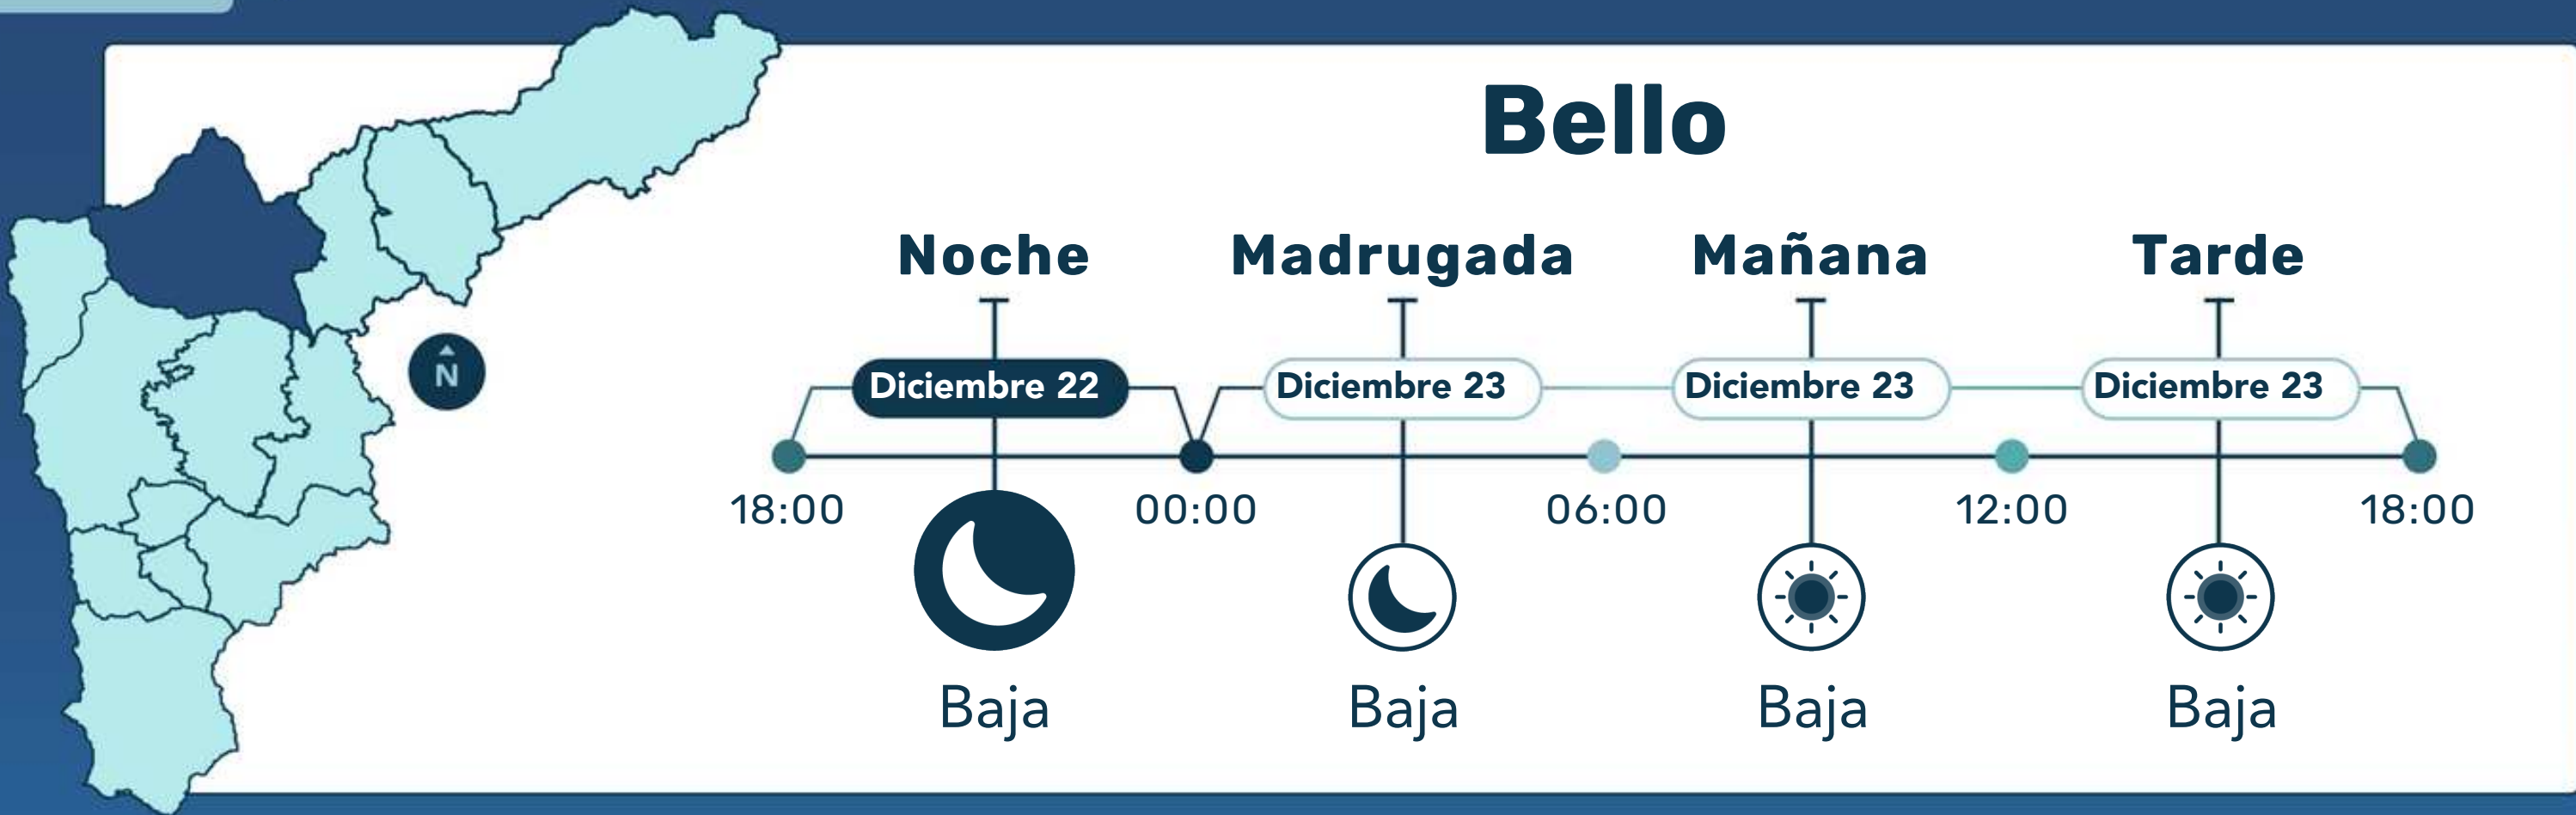 Bello
Noche Madrugada Mañana Tarde
Diciembre 22 Diciembre 23 Diciembre 23 Diciembre 23
N
18:00 00:00 06:00 12:00 18:00
Baja Baja Baja Baja